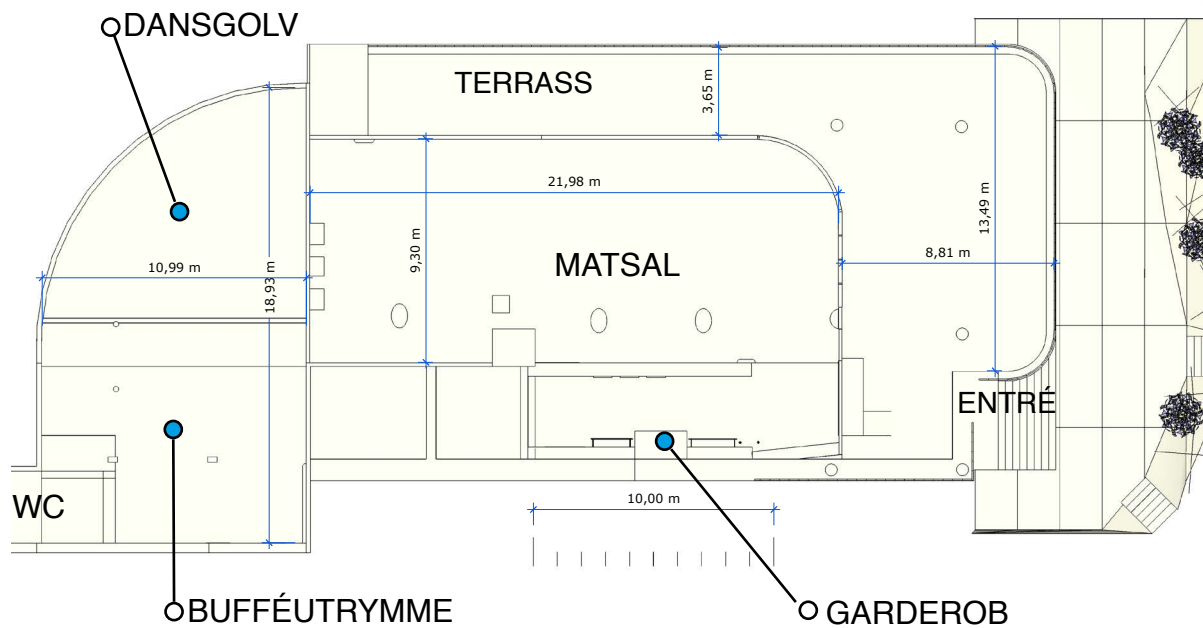 DANSGOLV
TERRASS
3,65 m
21,98 m
13,49 m
9,30 m
MATSAL
8,81 m
10,99 m
18,93 m
ENTRÉ
WC
10,00 m
BUFFÉUTRYMME
GARDEROB